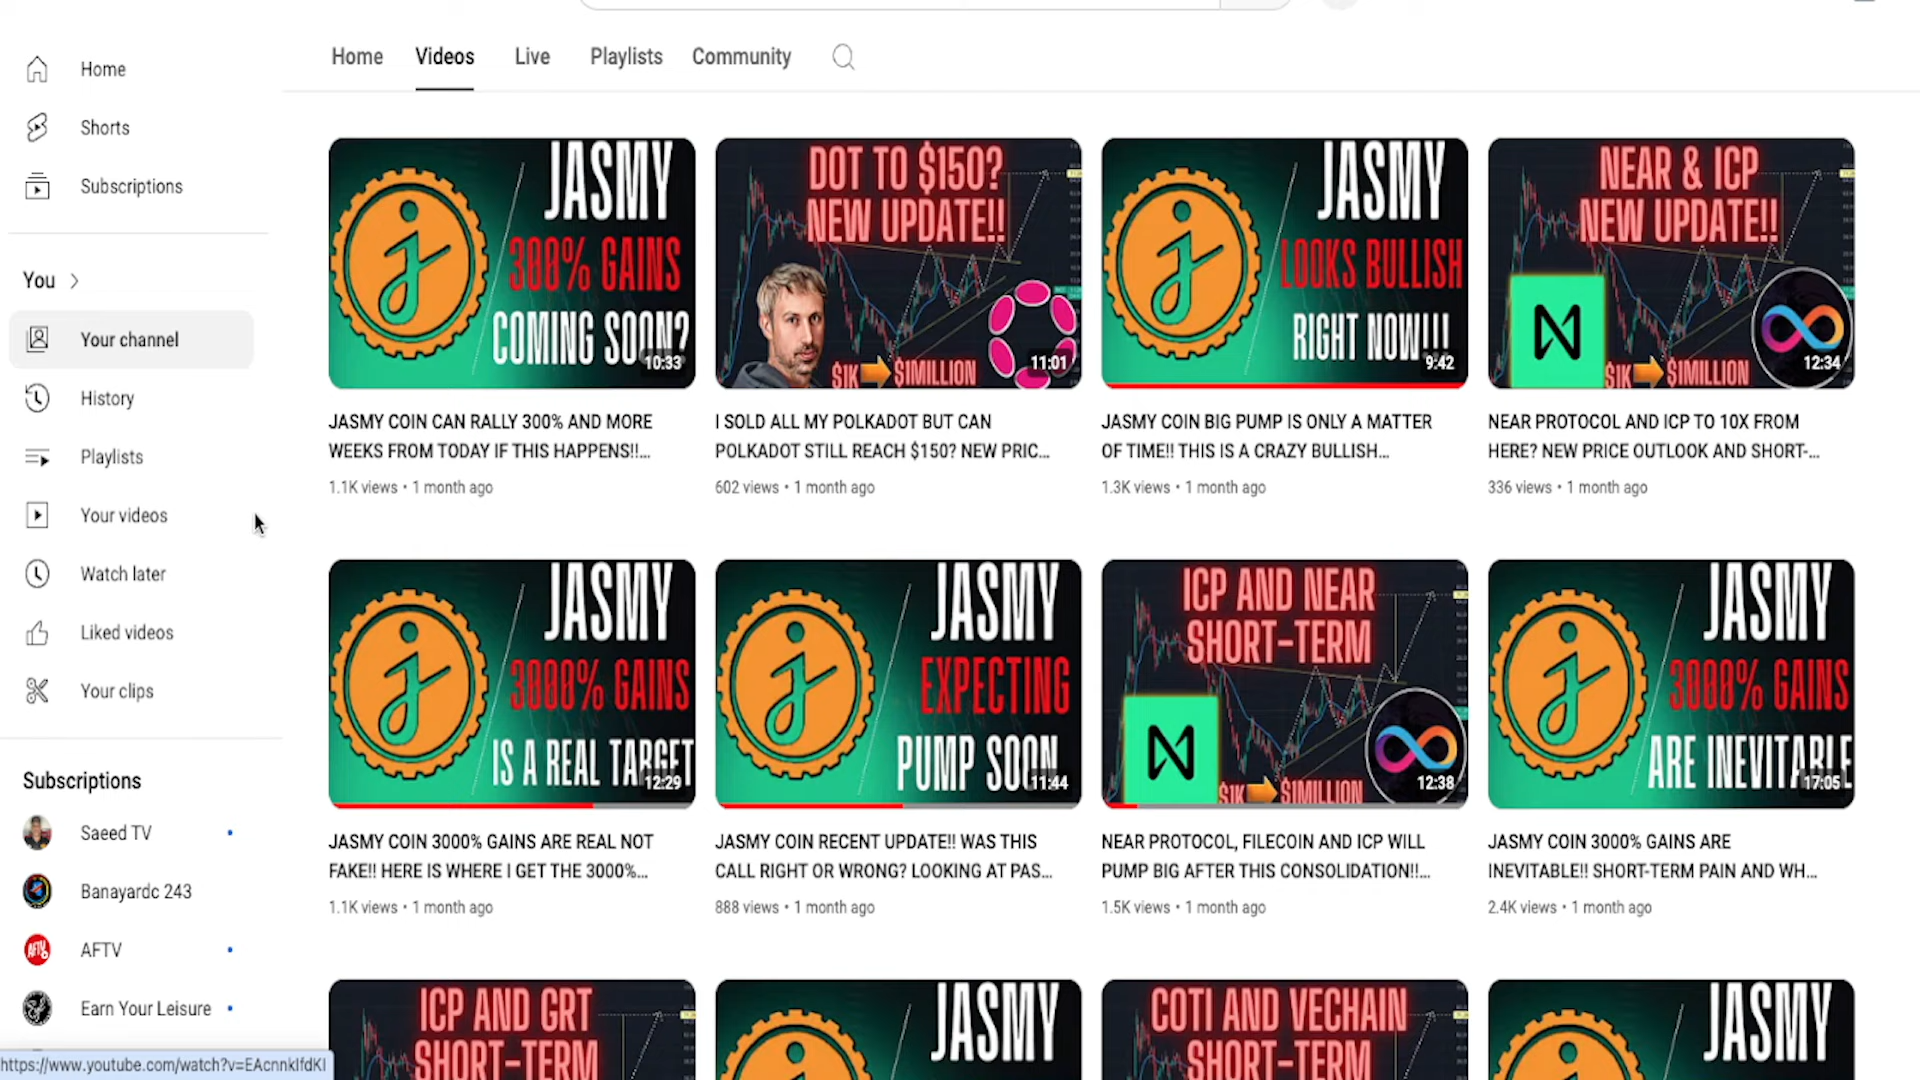 Home
Videos
Live
Playlists
Community
Home
Shorts
Subscriptions
You
Your channel
History
Playlists
Your videos
Watch later
Liked videos
Your clips
Subscriptions
Saeed TV
Banayardc 243
AFTV
Earn Your Leisure
https://www.youtube.com/watch?v=EAcnnkIfdKI
JASMY
300% GAINS
COMING SOON?
10:33
JASMY COIN CAN RALLY 300% AND MORE
WEEKS FROM TODAY IF THIS HAPPENS!!...
1.1K views • 1 month ago
DOT TO $150?
NEW UPDATE!!
$1K $1MILLION
11:01
I SOLD ALL MY POLKADOT BUT CAN
POLKADOT STILL REACH $150? NEW PRIC...
602 views • 1 month ago
JASMY
LOOKS BULLISH
RIGHT NOW!!!
9:42
JASMY COIN BIG PUMP IS ONLY A MATTER
OF TIME!! THIS IS A CRAZY BULLISH...
1.3K views • 1 month ago
NEAR & ICP
NEW UPDATE!!
$1K $1MILLION
12:34
NEAR PROTOCOL AND ICP TO 10X FROM
HERE? NEW PRICE OUTLOOK AND SHORT-...
336 views • 1 month ago
JASMY
3000% GAINS
IS A REAL TARGET
12:29
JASMY COIN 3000% GAINS ARE REAL NOT
FAKE!! HERE IS WHERE I GET THE 3000%...
1.1K views • 1 month ago
JASMY
EXPECTING
PUMP SOON
11:44
JASMY COIN RECENT UPDATE!! WAS THIS
CALL RIGHT OR WRONG? LOOKING AT PAS...
888 views • 1 month ago
ICP AND NEAR
SHORT-TERM
$1K $1MILLION
12:38
NEAR PROTOCOL, FILECOIN AND ICP WILL
PUMP BIG AFTER THIS CONSOLIDATION!!...
1.5K views • 1 month ago
JASMY
3000% GAINS
ARE INEVITABLE
17:05
JASMY COIN 3000% GAINS ARE
INEVITABLE!! SHORT-TERM PAIN AND WH...
2.4K views • 1 month ago
ICP AND GRT
SHORT-TERM
JASMY
COTI AND VECHAIN
SHORT-TERM
JASMY